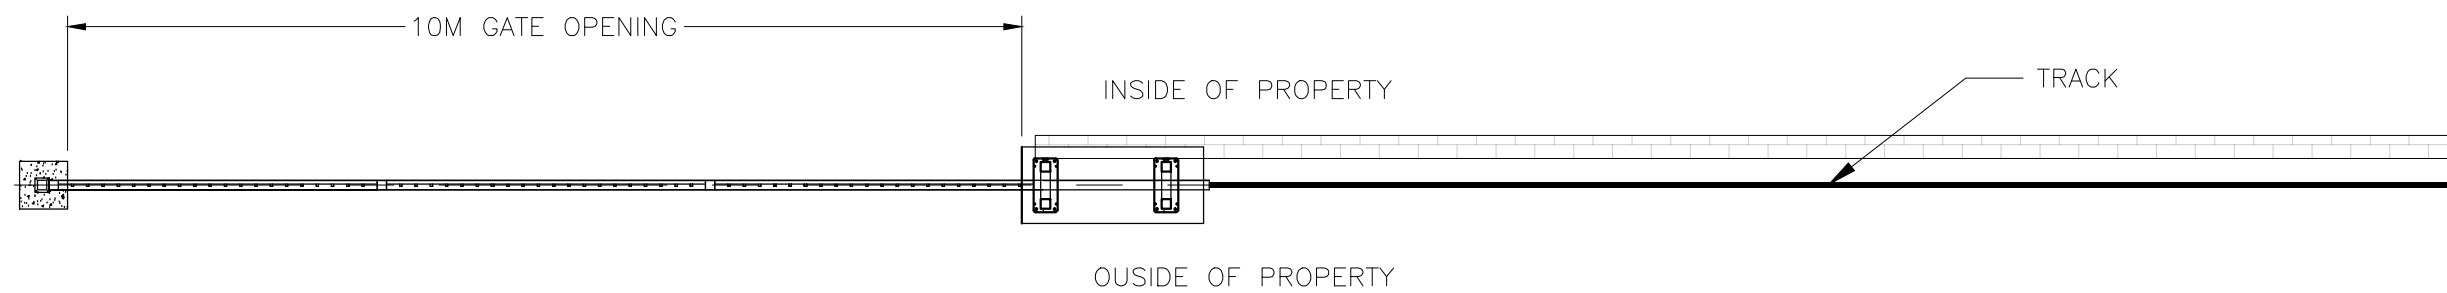 10M GATE OPENING
INSIDE OF PROPERTY
TRACK
OUSIDE OF PROPERTY